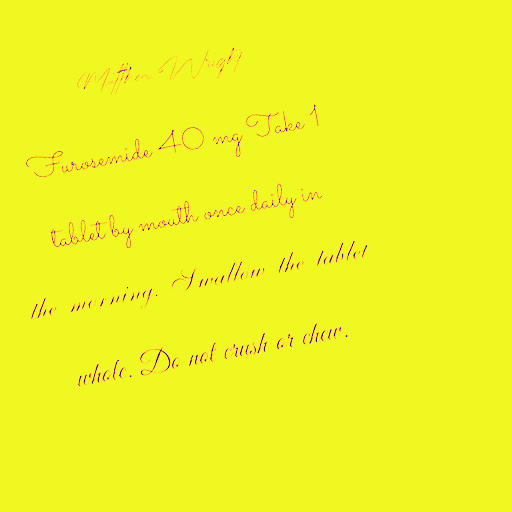 Matthew Wright
Furosemide 40 mg Take 1
tablet by mouth once daily in
the morning. Swallow the tablet
whole. Do not crush or chew.